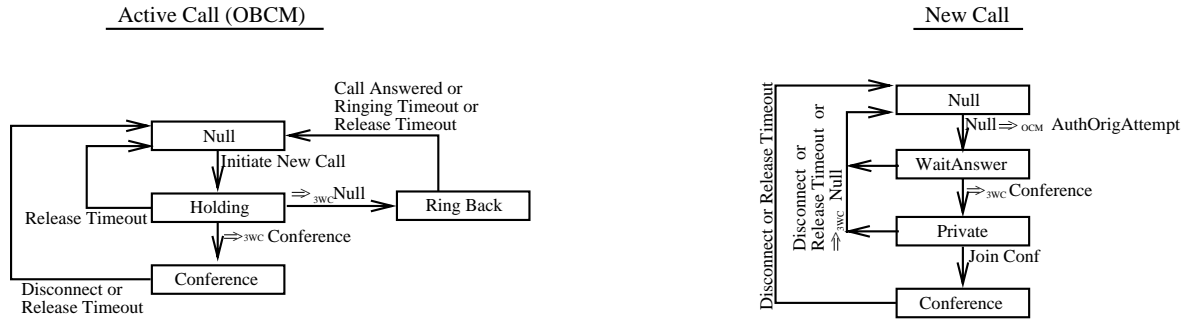 Active Call (OBCM)
Null
Initiate New Call
Holding
⇒3WC Null
Ring Back
Call Answered or
Ringing Timeout or
Release Timeout
Release Timeout
⇒3WC Conference
Conference
Disconnect or
Release Timeout
New Call
Null
Null ⇒ OCM AuthOrigAttempt
WaitAnswer
⇒3WC Conference
Private
Join Conf
Conference
Disconnect or Release Timeout
Disconnect or
Release Timeout or
⇒3WC Null